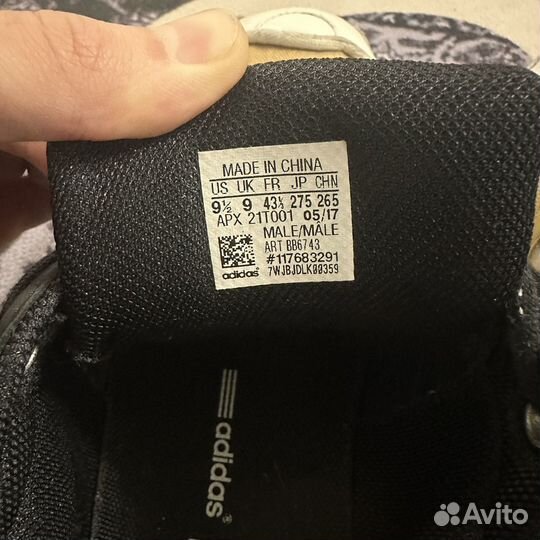 MADE IN CHINA
US UK FR JP CHN
9½ 9 43⅓ 275 265
APX 21T001 05/17
MALE/MÂLE
ART BB6743
#117683291
adidas® 7WJBJDLK00359
adidas®
Avito